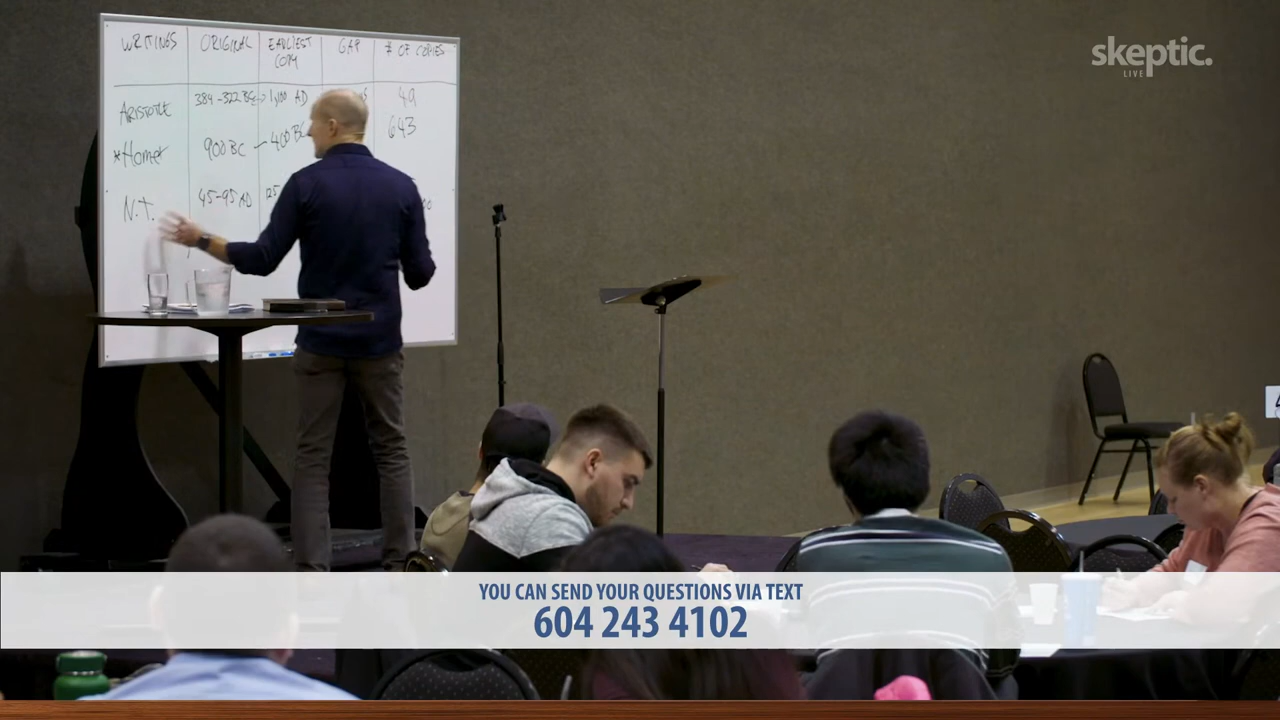 skeptic.
LIVE
WRITINGS ORIGINAL EARLIEST COPY GAP # OF COPIES
ARISTOTLE 384-322 BC 1,100 AD 49
*Homer 900 BC 400 BC 643
N.T. 45-95 AD 125
YOU CAN SEND YOUR QUESTIONS VIA TEXT
604 243 4102